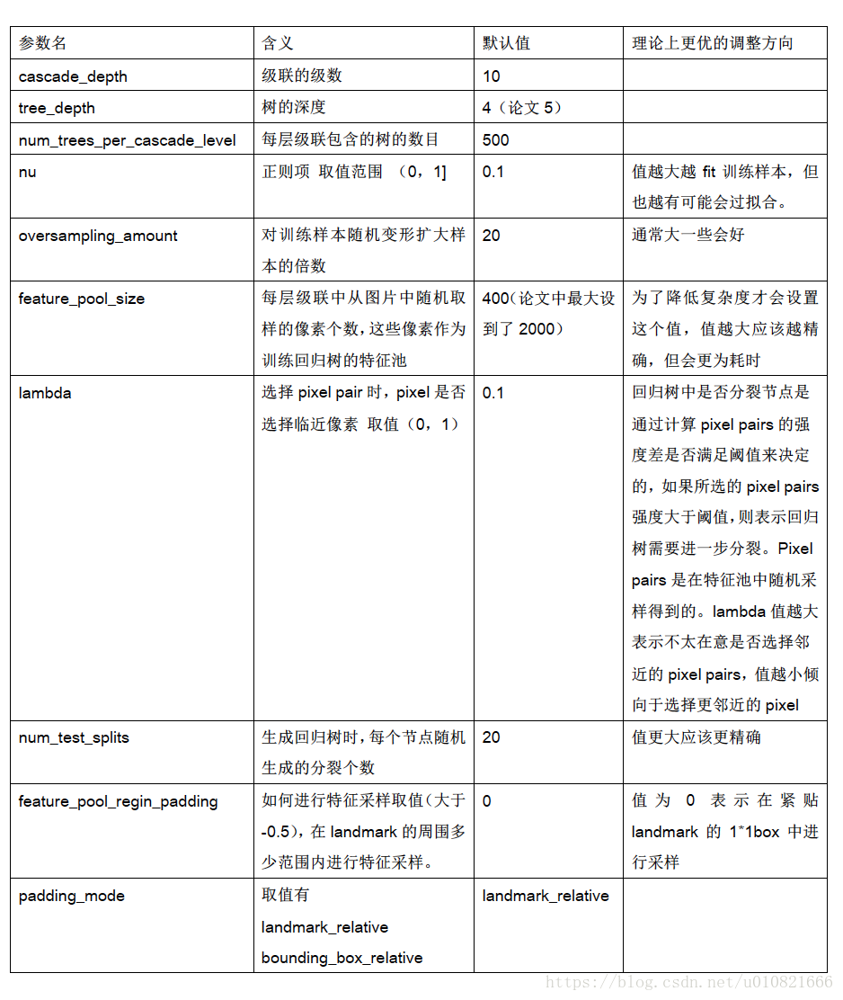 参数名 含义 默认值 理论上更优的调整方向
cascade_depth 级联的级数 10
tree_depth 树的深度 4（论文5）
num_trees_per_cascade_level 每层级联包含的树的数目 500
nu 正则项 取值范围 （0，1] 0.1 值越大越 fit 训练样本，但
也越有可能会过拟合。
oversampling_amount 对训练样本随机变形扩大样 20 通常大一些会好
本的倍数
feature_pool_size 每层级联中从图片中随机取 400（论文中最大设 为了降低复杂度才会设置
样的像素个数，这些像素作为 到了2000） 这个值，值越大应该越精
训练回归树的特征池 确，但会更为耗时
lambda 选择 pixel pair 时，pixel 是否 0.1 回归树中是否分裂节点是
选择临近像素 取值（0，1） 通过计算 pixel pairs 的强
度差是否满足阈值来决定
的，如果所选的 pixel pairs
强度大于阈值，则表示回归
树需要进一步分裂。Pixel
pairs 是在特征池中随机采
样得到的。lambda 值越大
表示不太在意是否选择邻
近的 pixel pairs，值越小倾
向于选择更邻近的 pixel
num_test_splits 生成回归树时，每个节点随机 20 值更大应该更精确
生成的分裂个数
feature_pool_regin_padding 如何进行特征采样取值（大于 0 值为 0 表示在紧贴
-0.5），在 landmark 的周围多 landmark 的 1*1box 中进
少范围内进行特征采样。 行采样
padding_mode 取值有 landmark_relative
landmark_relative
bounding_box_relative
https://blog.csdn.net/u010821666